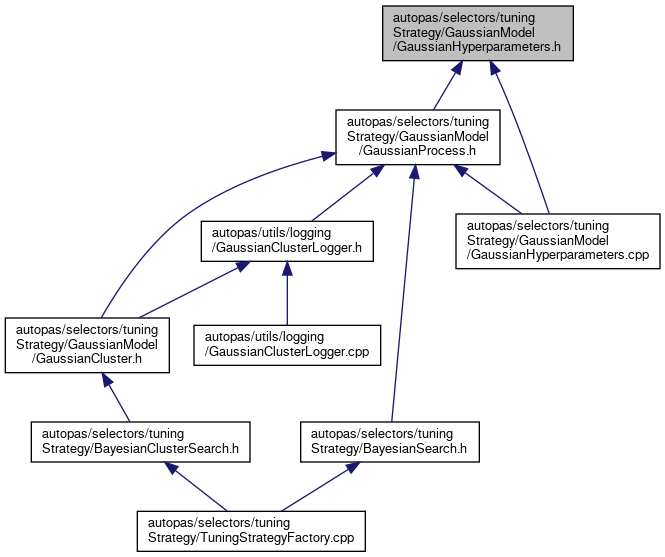 autopas/selectors/tuning
Strategy/GaussianModel
/GaussianHyperparameters.h
autopas/selectors/tuning
Strategy/GaussianModel
/GaussianProcess.h
autopas/utils/logging
/GaussianClusterLogger.h
autopas/selectors/tuning
Strategy/GaussianModel
/GaussianHyperparameters.cpp
autopas/selectors/tuning
Strategy/GaussianModel
/GaussianCluster.h
autopas/utils/logging
/GaussianClusterLogger.cpp
autopas/selectors/tuning
Strategy/BayesianClusterSearch.h
autopas/selectors/tuning
Strategy/BayesianSearch.h
autopas/selectors/tuning
Strategy/TuningStrategyFactory.cpp